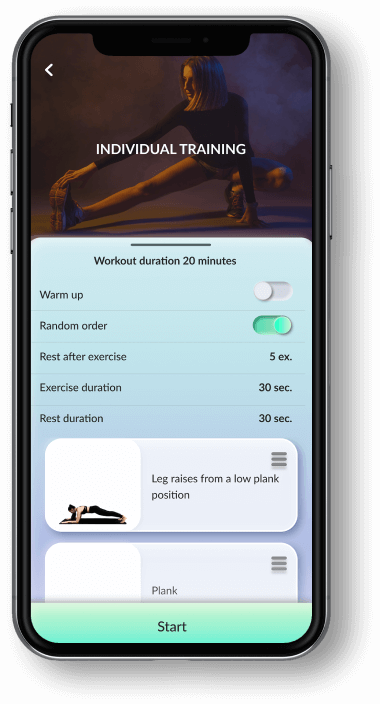 INDIVIDUAL TRAINING
Workout duration 20 minutes
Warm up
Random order
Rest after exercise 5 ex.
Exercise duration 30 sec.
Rest duration 30 sec.
Leg raises from a low plank
position
Plank
Start